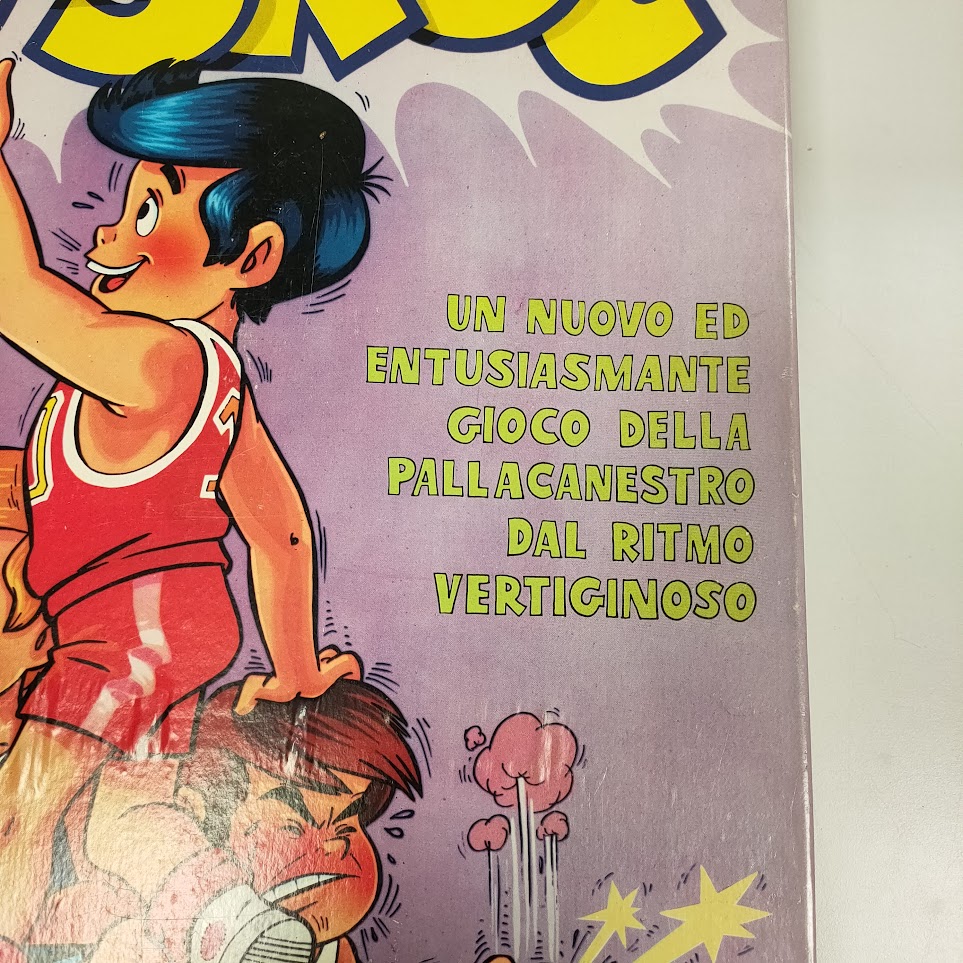 UN NUOVO ED
ENTUSIASMANTE
GIOCO DELLA
PALLACANESTRO
DAL RITMO
VERTIGINOSO